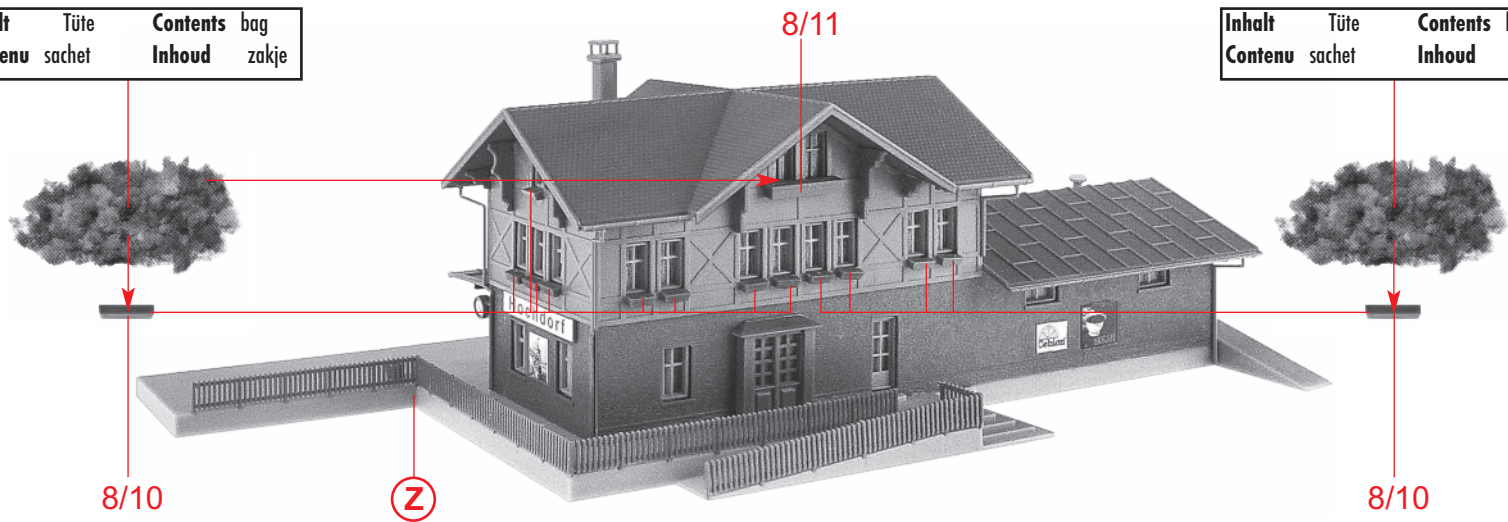 lt Tüte Contents bag
enu sachet Inhoud zakje
8/11
Inhalt Tüte Contents
Contenu sachet Inhoud
Hochdorf
8/10
Z
8/10